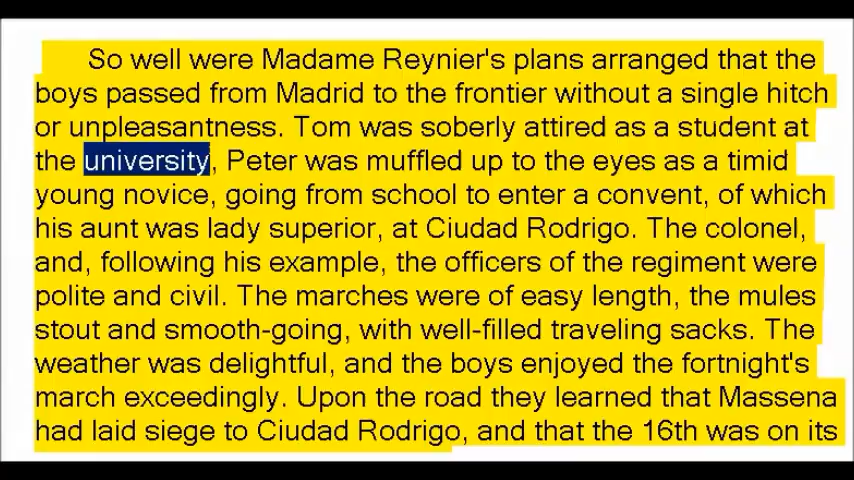 So well were Madame Reynier's plans arranged that the
boys passed from Madrid to the frontier without a single hitch
or unpleasantness. Tom was soberly attired as a student at
the university, Peter was muffled up to the eyes as a timid
young novice, going from school to enter a convent, of which
his aunt was lady superior, at Ciudad Rodrigo. The colonel,
and, following his example, the officers of the regiment were
polite and civil. The marches were of easy length, the mules
stout and smooth-going, with well-filled traveling sacks. The
weather was delightful, and the boys enjoyed the fortnight's
march exceedingly. Upon the road they learned that Massena
had laid siege to Ciudad Rodrigo, and that the 16th was on its